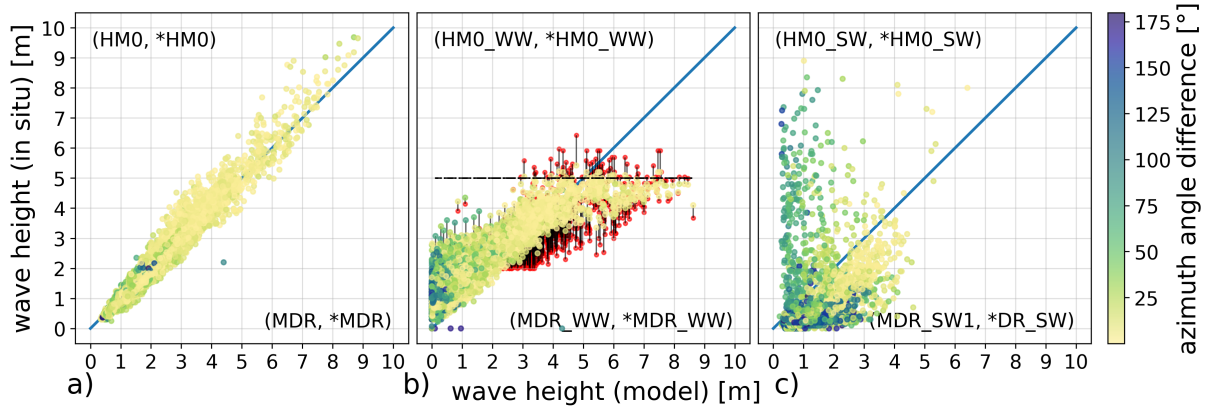 wave height (in situ) [m]
10
9
8
7
6
5
4
3
2
1
0
(HM0, *HM0)
(MDR, *MDR)
0 1 2 3 4 5 6 7 8 9 10
a)
(HM0_WW, *HM0_WW)
(MDR_WW, *MDR_WW)
0 1 2 3 4 5 6 7 8 9 10
b)
wave height (model) [m]
(HM0_SW, *HM0_SW)
(MDR_SW1, *DR_SW)
0 1 2 3 4 5 6 7 8 9 10
c)
175
150
125
100
75
50
25
azimuth angle difference [°]